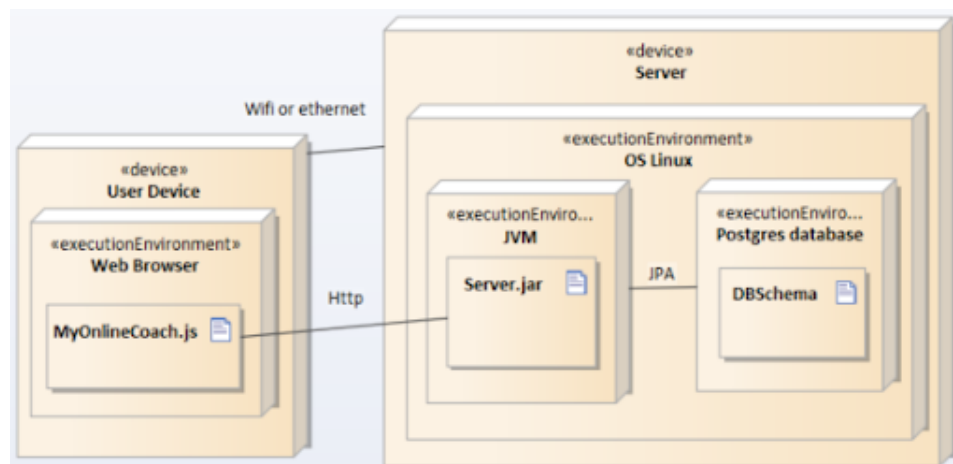 «device»
Server
Wifi or ethernet
«executionEnvironment»
OS Linux
«device»
User Device
«executionEnviro...
JVM
«executionEnviro...
Postgres database
«executionEnvironment»
Web Browser
Server.jar
JPA
DBSchema
Http
MyOnlineCoach.js